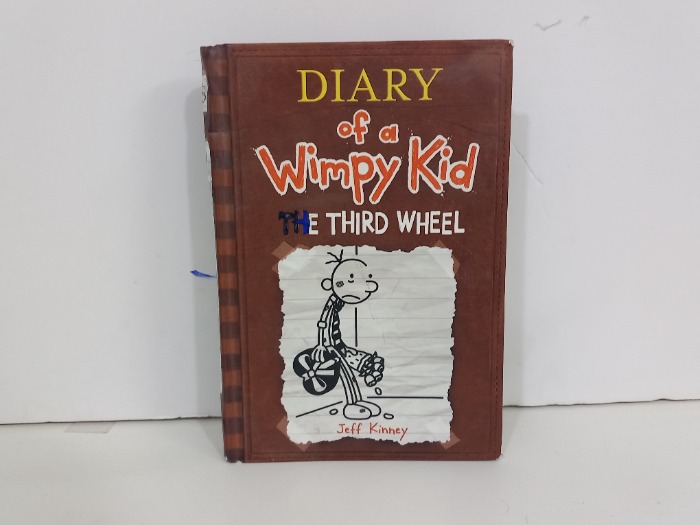 DIARY
of a
Wimpy Kid
THE THIRD WHEEL
Jeff Kinney